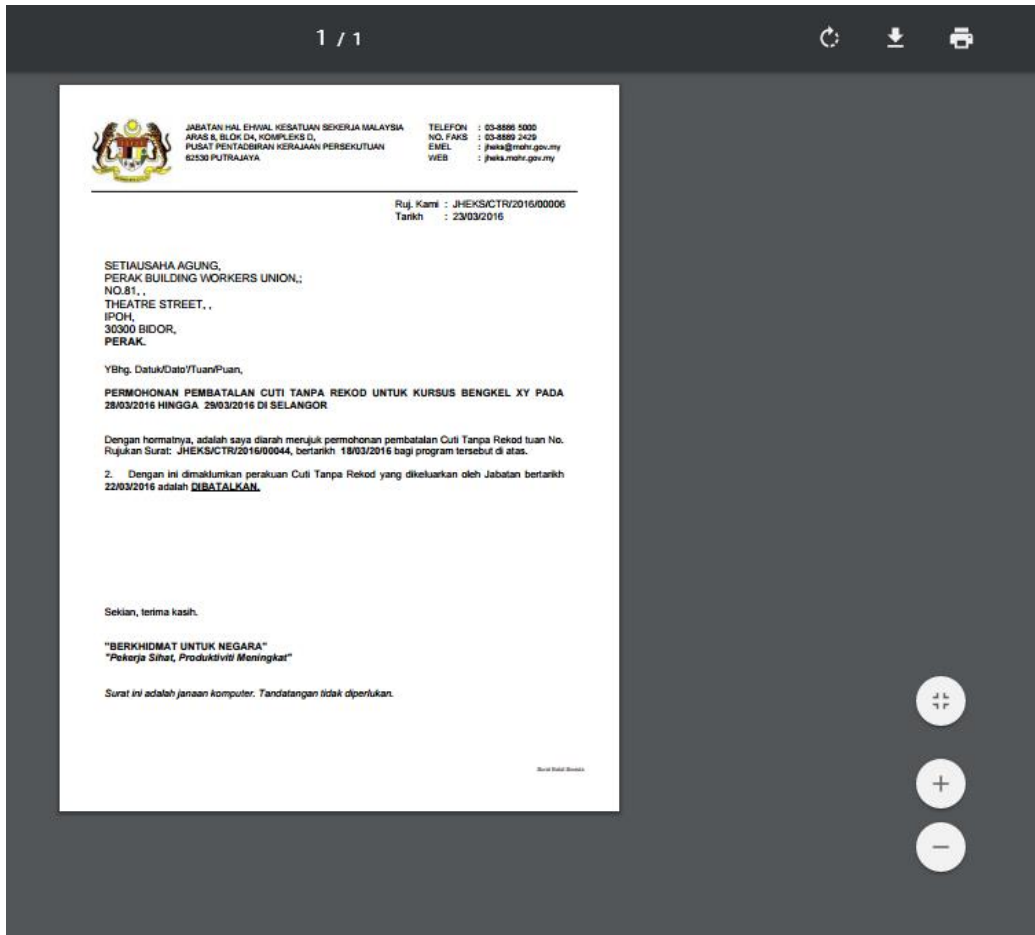 1 / 1
JABATAN HAL EHWAL KESATUAN SEKERJA MALAYSIA
ARAS 8, BLOK D4, KOMPLEKS D,
PUSAT PENTADBIRAN KERAJAAN PERSEKUTUAN
62530 PUTRAJAYA
TELEFON : 03-8886 5000
NO. FAKS : 03-8889 2429
EMEL : jheks@mohr.gov.my
WEB : jheks.mohr.gov.my
Ruj. Kami : JHEKS/CTR/2016/00006
Tarikh : 23/03/2016
SETIAUSAHA AGUNG,
PERAK BUILDING WORKERS UNION,;
NO.81, ,
THEATRE STREET, ,
IPOH,
30300 BIDOR,
PERAK.
YBhg. Datuk/Dato'/Tuan/Puan,
PERMOHONAN PEMBATALAN CUTI TANPA REKOD UNTUK KURSUS BENGKEL XY PADA
28/03/2016 HINGGA 29/03/2016 DI SELANGOR
Dengan hormatnya, adalah saya diarah merujuk permohonan pembatalan Cuti Tanpa Rekod tuan No.
Rujukan Surat: JHEKS/CTR/2016/00044, bertarikh 18/03/2016 bagi program tersebut di atas.
2. Dengan ini dimaklumkan perakuan Cuti Tanpa Rekod yang dikeluarkan oleh Jabatan bertarikh
22/03/2016 adalah DIBATALKAN.
Sekian, terima kasih.
"BERKHIDMAT UNTUK NEGARA"
"Pekerja Sihat, Produktiviti Meningkat"
Surat ini adalah janaan komputer. Tandatangan tidak diperlukan.